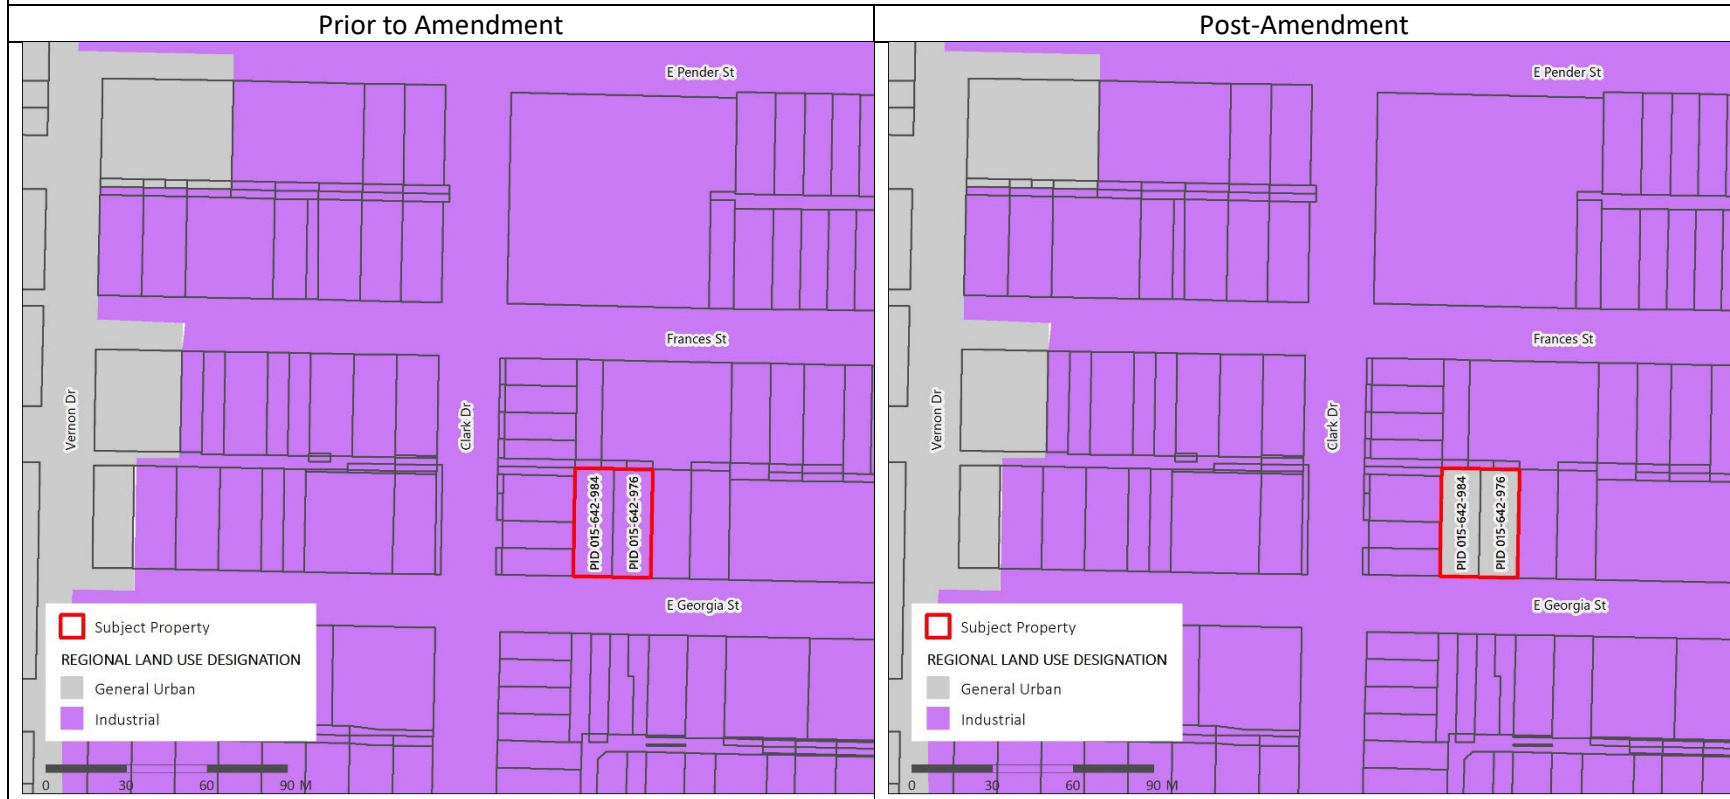 Prior to Amendment
Post-Amendment
E Pender St
Frances St
Vernon Dr
Clark Dr
PID 015-642-984
PID 015-642-976
E Georgia St
Subject Property
REGIONAL LAND USE DESIGNATION
General Urban
Industrial
0 30 60 90 M
E Pender St
Frances St
Vernon Dr
Clark Dr
PID 015-642-984
PID 015-642-976
E Georgia St
Subject Property
REGIONAL LAND USE DESIGNATION
General Urban
Industrial
0 30 60 90 M